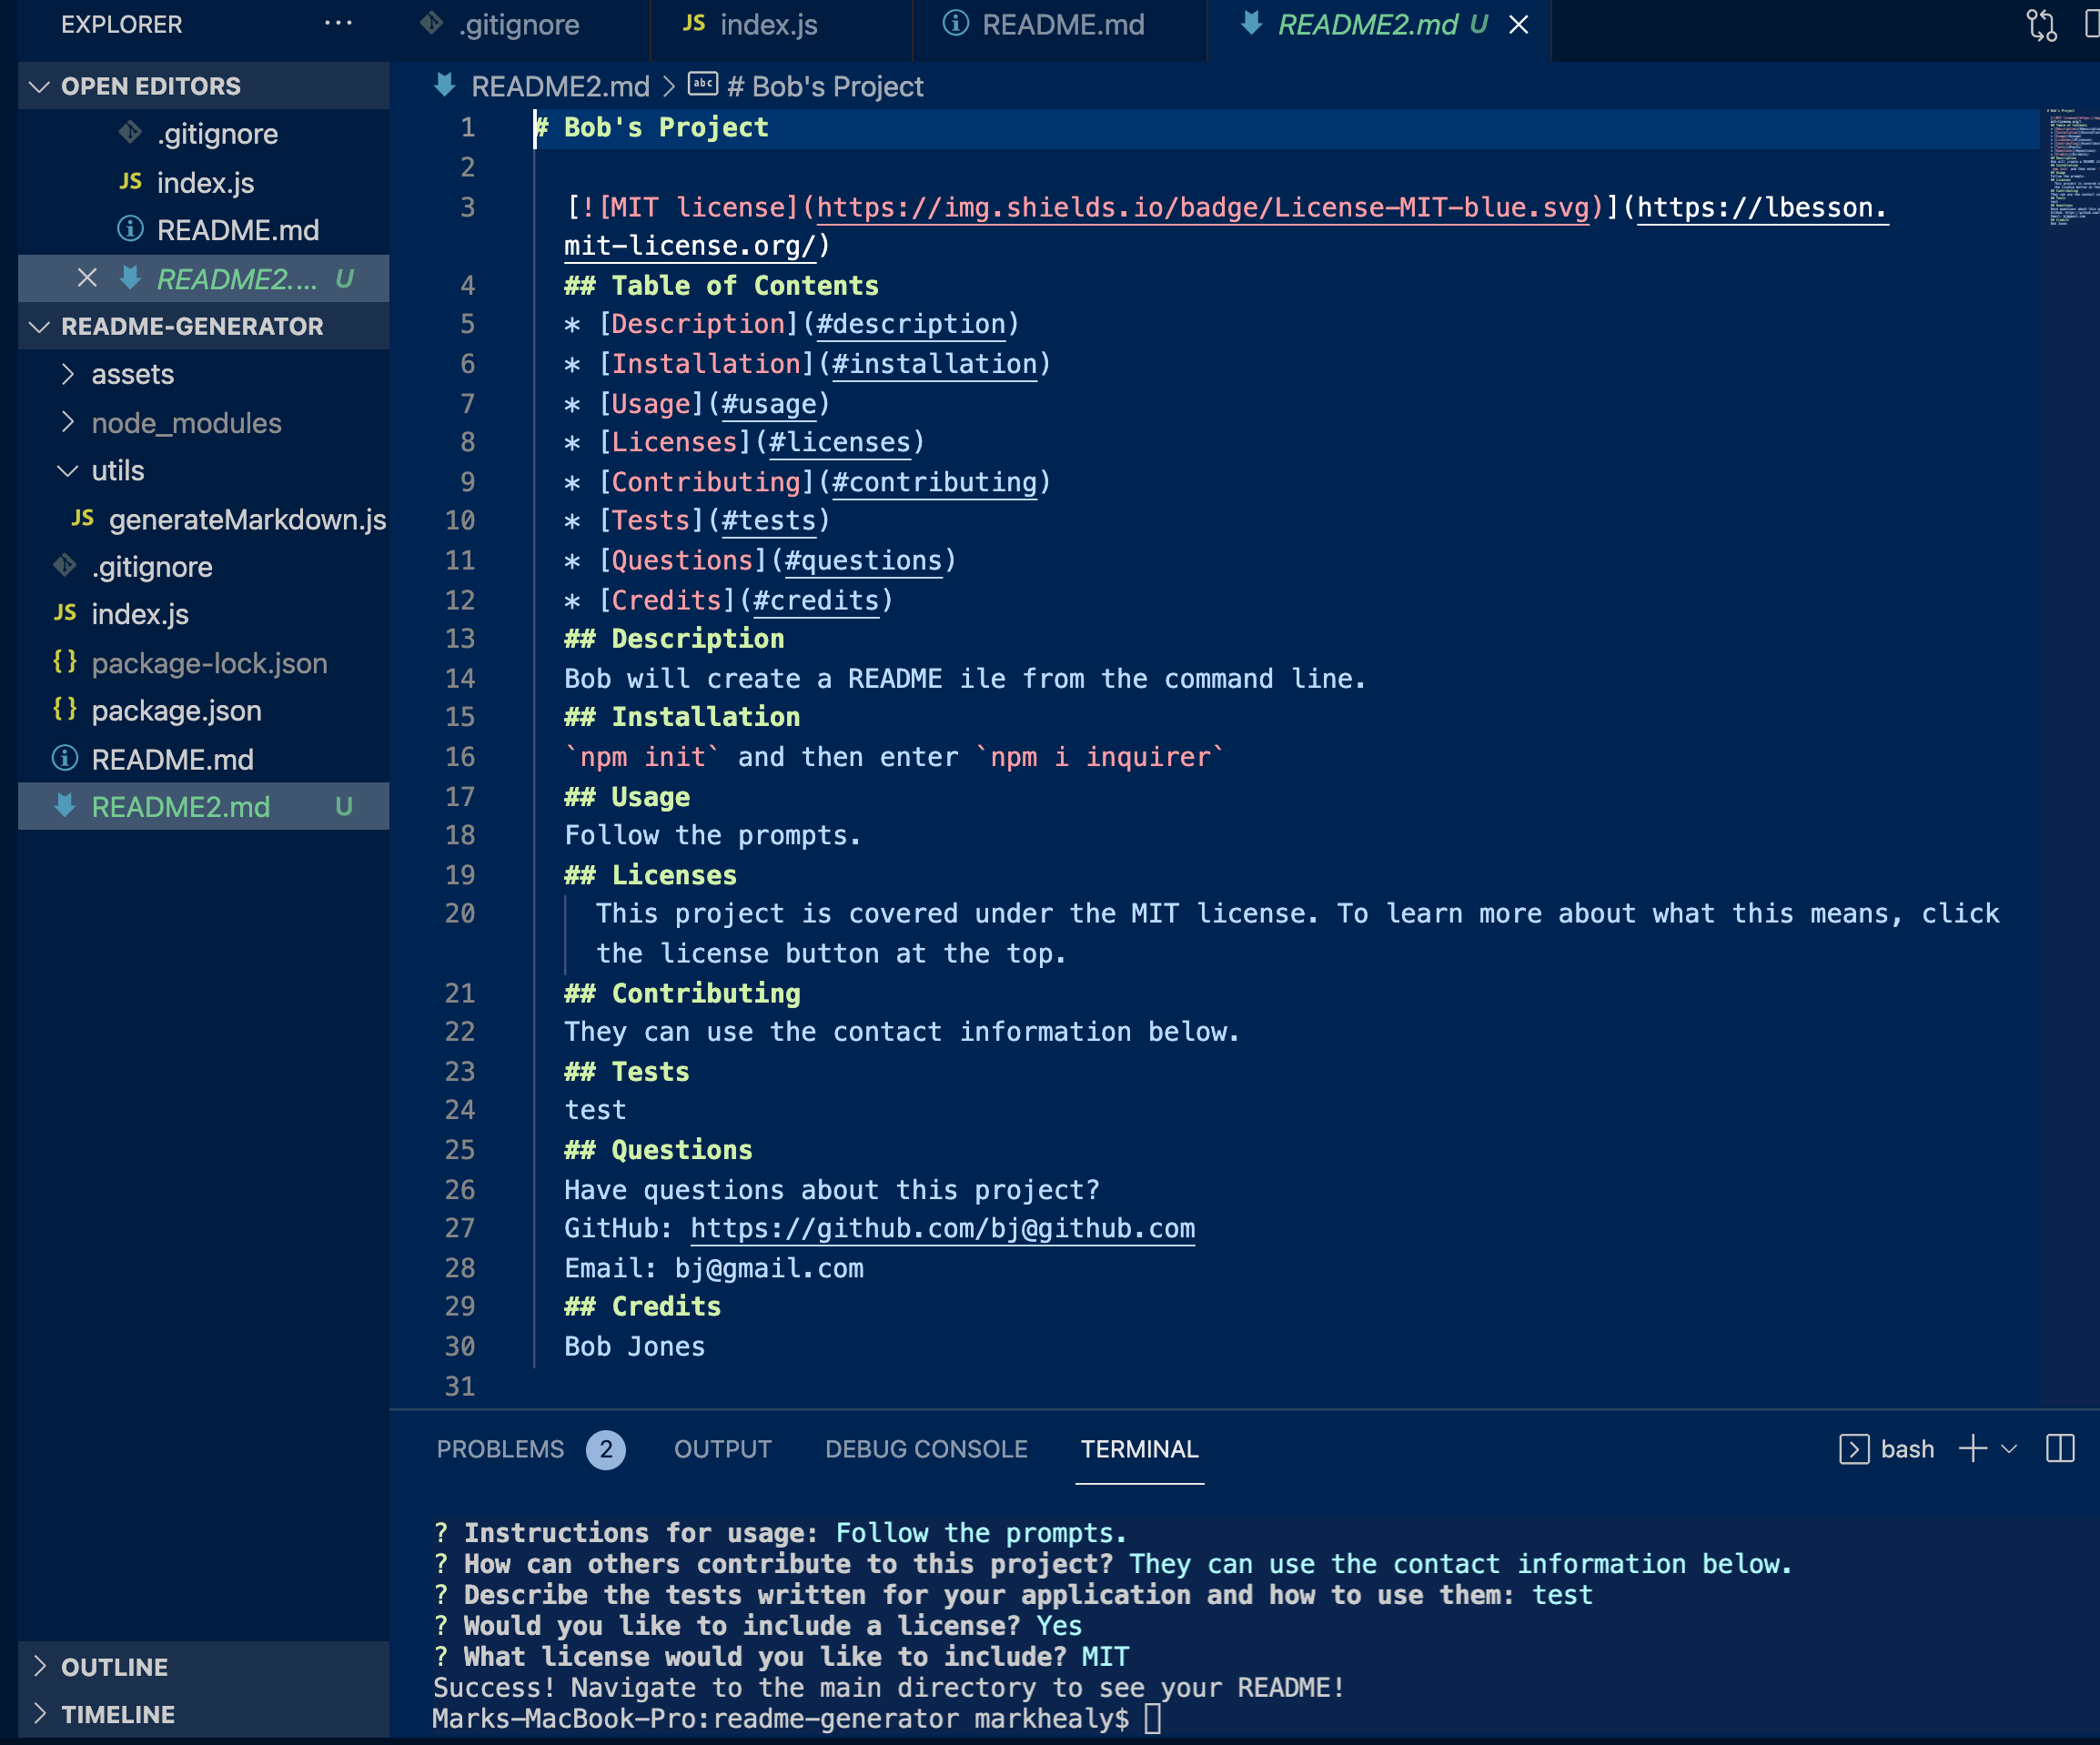 EXPLORER ···
OPEN EDITORS
.gitignore
JS index.js
README.md
README2.... U
README-GENERATOR
assets
node_modules
utils
JS generateMarkdown.js
.gitignore
JS index.js
{} package-lock.json
{} package.json
README.md
README2.md U
OUTLINE
TIMELINE
.gitignore JS index.js README.md README2.md U
README2.md > abc # Bob's Project
1 # Bob's Project
2
3 [![MIT license](https://img.shields.io/badge/License-MIT-blue.svg)](https://lbesson.
mit-license.org/)
4 ## Table of Contents
5 * [Description](#description)
6 * [Installation](#installation)
7 * [Usage](#usage)
8 * [Licenses](#licenses)
9 * [Contributing](#contributing)
10 * [Tests](#tests)
11 * [Questions](#questions)
12 * [Credits](#credits)
13 ## Description
14 Bob will create a README ile from the command line.
15 ## Installation
16 `npm init` and then enter `npm i inquirer`
17 ## Usage
18 Follow the prompts.
19 ## Licenses
20 This project is covered under the MIT license. To learn more about what this means, click
the license button at the top.
21 ## Contributing
22 They can use the contact information below.
23 ## Tests
24 test
25 ## Questions
26 Have questions about this project?
27 GitHub: https://github.com/bj@github.com
28 Email: bj@gmail.com
29 ## Credits
30 Bob Jones
31
PROBLEMS 2 OUTPUT DEBUG CONSOLE TERMINAL bash
? Instructions for usage: Follow the prompts.
? How can others contribute to this project? They can use the contact information below.
? Describe the tests written for your application and how to use them: test
? Would you like to include a license? Yes
? What license would you like to include? MIT
Success! Navigate to the main directory to see your README!
Marks-MacBook-Pro:readme-generator markhealy$